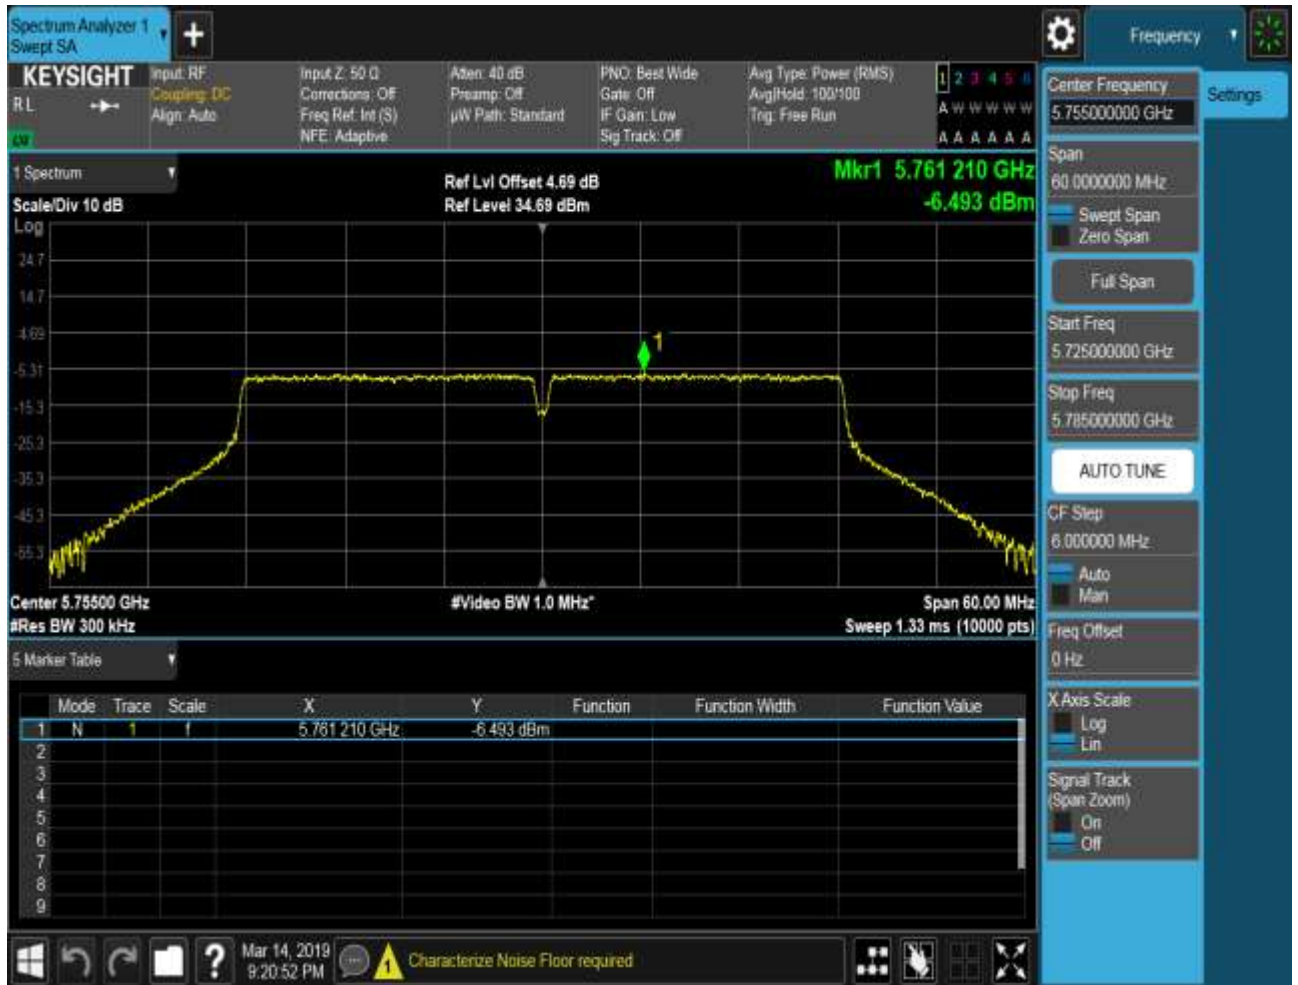 Spectrum Analyzer 1
Swept SA
+
Frequency
KEYSIGHT
RL
Input: RF
Coupling: DC
Align: Auto
Input Z: 50 Ω
Corrections: Off
Freq Ref: Int (S)
NFE: Adaptive
Atten: 40 dB
Preamp: Off
µW Path: Standard
PNO: Best Wide
Gate: Off
IF Gain: Low
Sig Track: Off
Avg Type: Power (RMS)
Avg|Hold: 100/100
Trig: Free Run
1 2 3 4 5 6
A W W W W W
A A A A A A
1 Spectrum
Scale/Div 10 dB
Ref Lvl Offset 4.69 dB
Ref Level 34.69 dBm
Mkr1 5.761 210 GHz
-6.493 dBm
Log
24.7
14.7
4.69
-5.31
-15.3
-25.3
-35.3
-45.3
-55.3
1
Center 5.75500 GHz
#Res BW 300 kHz
#Video BW 1.0 MHz*
Span 60.00 MHz
Sweep 1.33 ms (10000 pts)
5 Marker Table
Mode Trace Scale X Y Function Function Width Function Value
1 N 1 f 5.761 210 GHz -6.493 dBm
2
3
4
5
6
7
8
9
Mar 14, 2019
9:20:52 PM
?
1
Characterize Noise Floor required
Settings
Center Frequency
5.755000000 GHz
Span
60.0000000 MHz
Swept Span
Zero Span
Full Span
Start Freq
5.725000000 GHz
Stop Freq
5.785000000 GHz
AUTO TUNE
CF Step
6.000000 MHz
Auto
Man
Freq Offset
0 Hz
X Axis Scale
Log
Lin
Signal Track
(Span Zoom)
On
Off